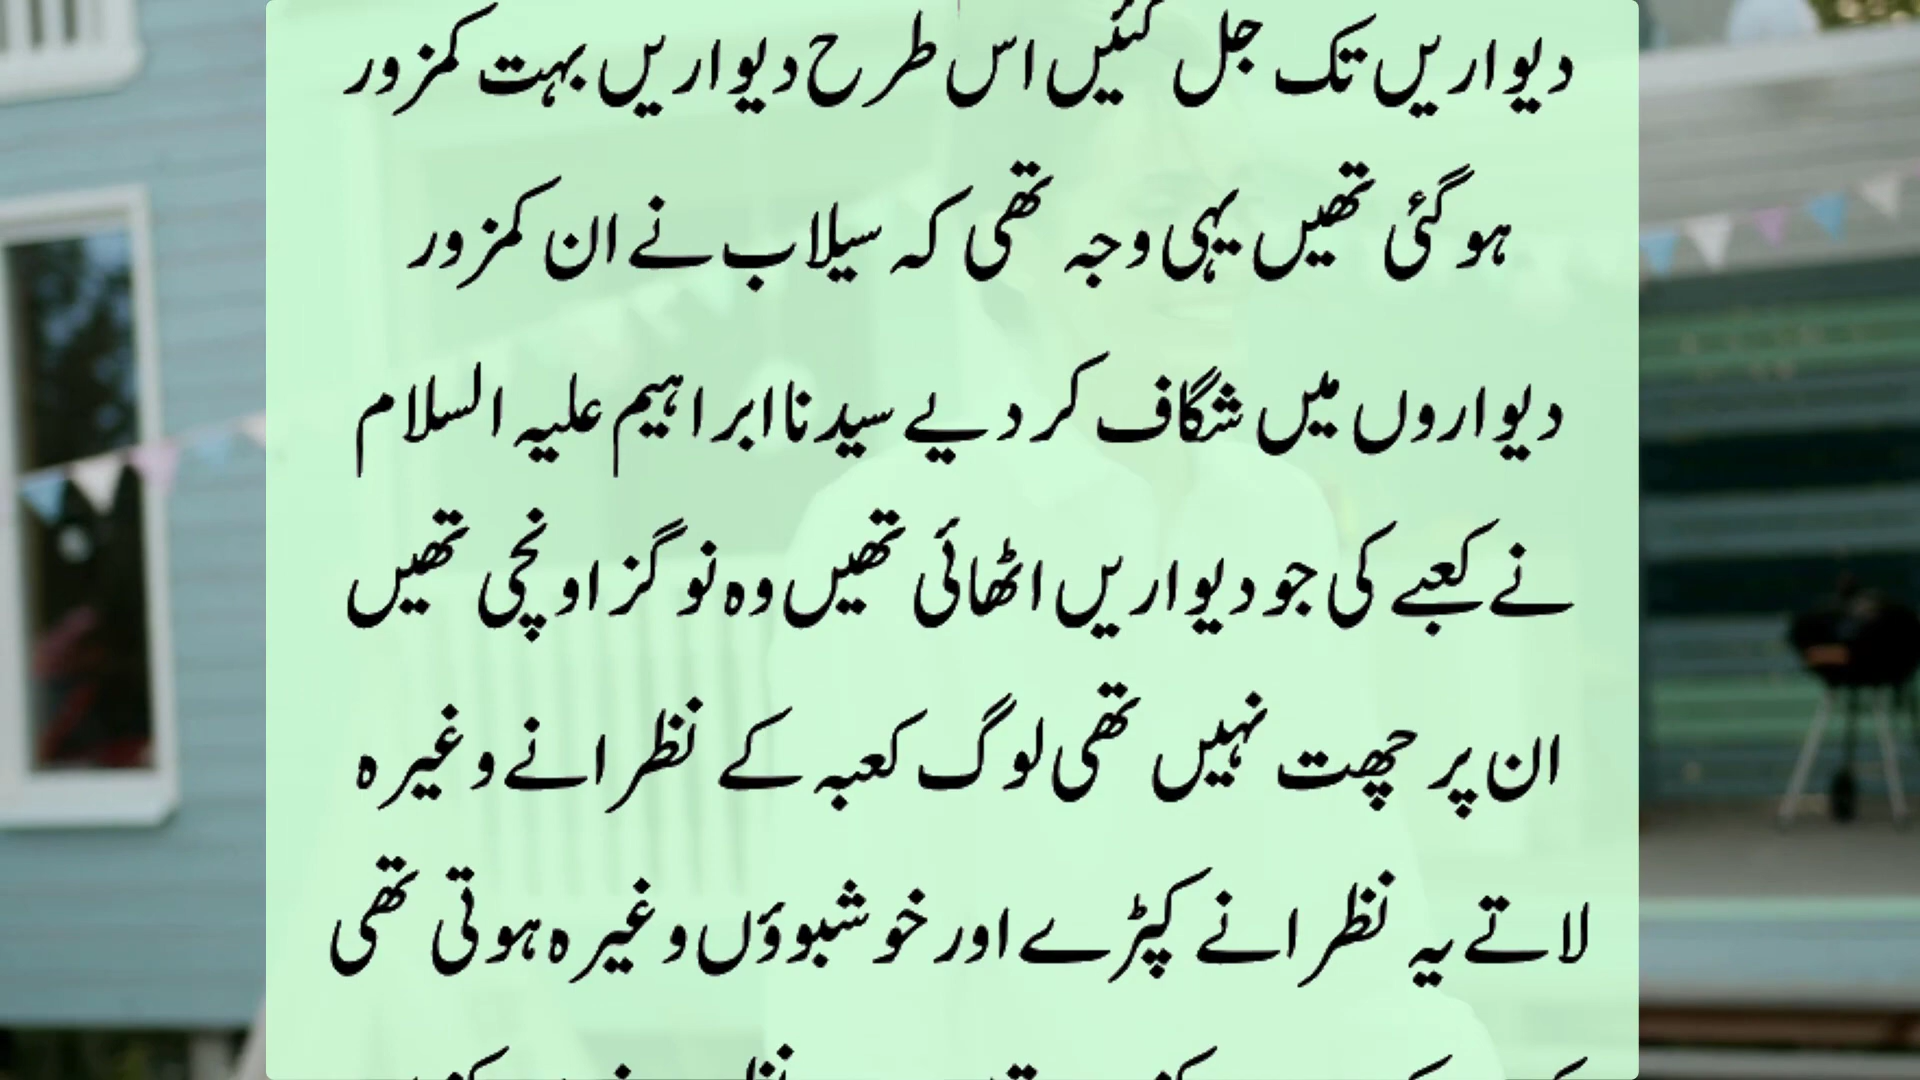 دیواریں تک جل گئیں اس طرح دیواریں بہت کمزور
ہوگئی تھیں یہی وجہ تھی کہ سیلاب نے ان کمزور
دیواروں میں شگاف کر دیے سیدنا ابراہیم علیہ السلام
نے کعبے کی جو دیواریں اٹھائی تھیں وہ نو گز اونچی تھیں
ان پر چھت نہیں تھی لوگ کعبہ کے نظرانے وغیرہ
لاتے یہ نظرانے کپڑے اور خوشبوؤں وغیرہ ہوتی تھی